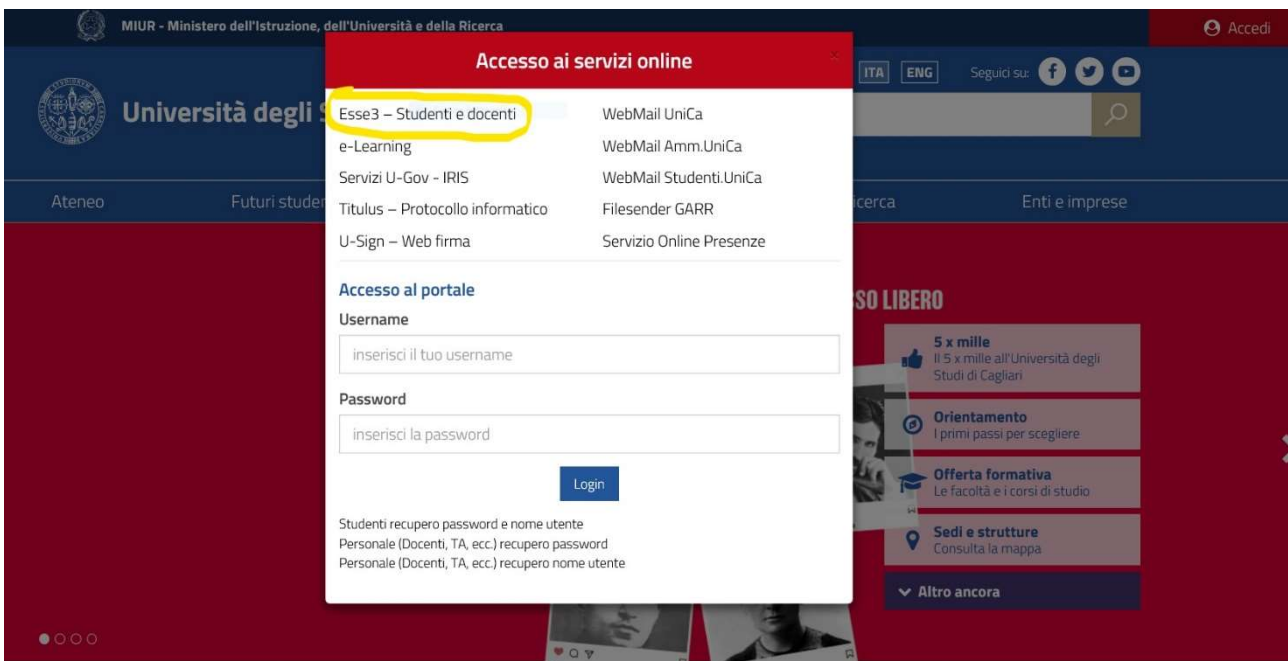 MIUR - Ministero dell'Istruzione, dell'Università e della Ricerca
Accedi
Accesso ai servizi online
×
ITA ENG Seguici su:
Università degli S
Esse3 – Studenti e docenti
WebMail UniCa
e-Learning
WebMail Amm.UniCa
Servizi U-Gov - IRIS
WebMail Studenti.UniCa
Titulus – Protocollo informatico
Filesender GARR
U-Sign – Web firma
Servizio Online Presenze
Ateneo
Futuri studen
icerca
Enti e imprese
Accesso al portale
Username
inserisci il tuo username
Password
inserisci la password
Login
Studenti recupero password e nome utente
Personale (Docenti, TA, ecc.) recupero password
Personale (Docenti, TA, ecc.) recupero nome utente
SSO LIBERO
5 x mille
Il 5 x mille all'Università degli
Studi di Cagliari
Orientamento
I primi passi per scegliere
Offerta formativa
Le facoltà e i corsi di studio
Sedi e strutture
Consulta la mappa
Altro ancora